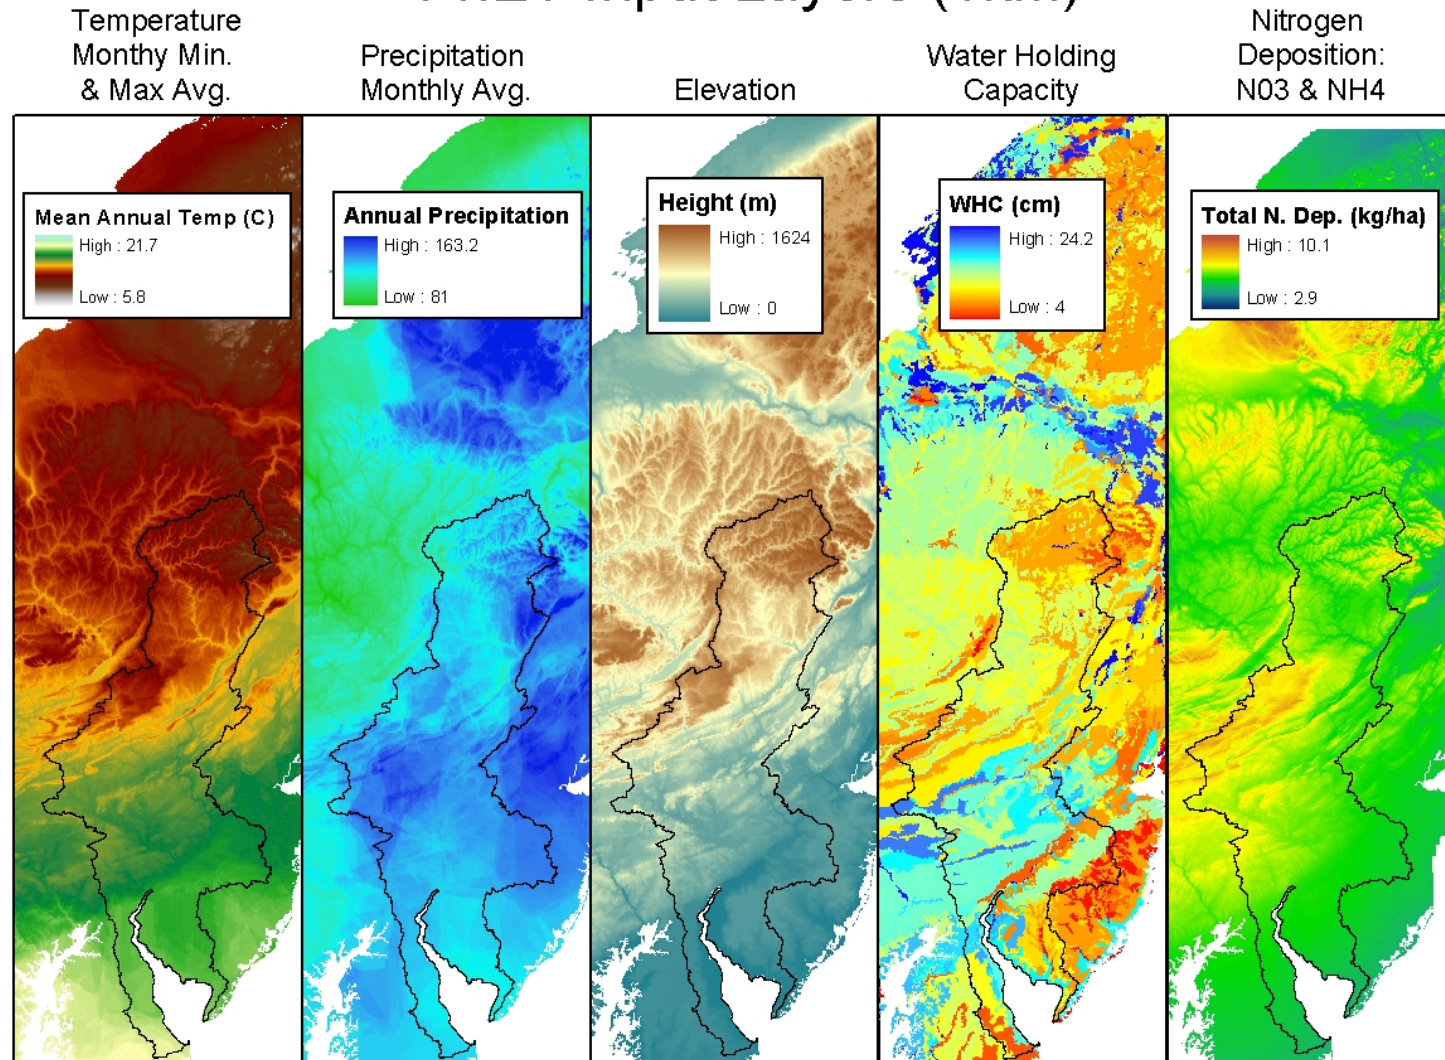 Temperature
Monthy Min.
& Max Avg.
Precipitation
Monthly Avg.
Elevation
Water Holding
Capacity
Nitrogen
Deposition:
N03 & NH4
Mean Annual Temp (C)
High : 21.7
Low : 5.8
Annual Precipitation
High : 163.2
Low : 81
Height (m)
High : 1624
Low : 0
WHC (cm)
High : 24.2
Low : 4
Total N. Dep. (kg/ha)
High : 10.1
Low : 2.9